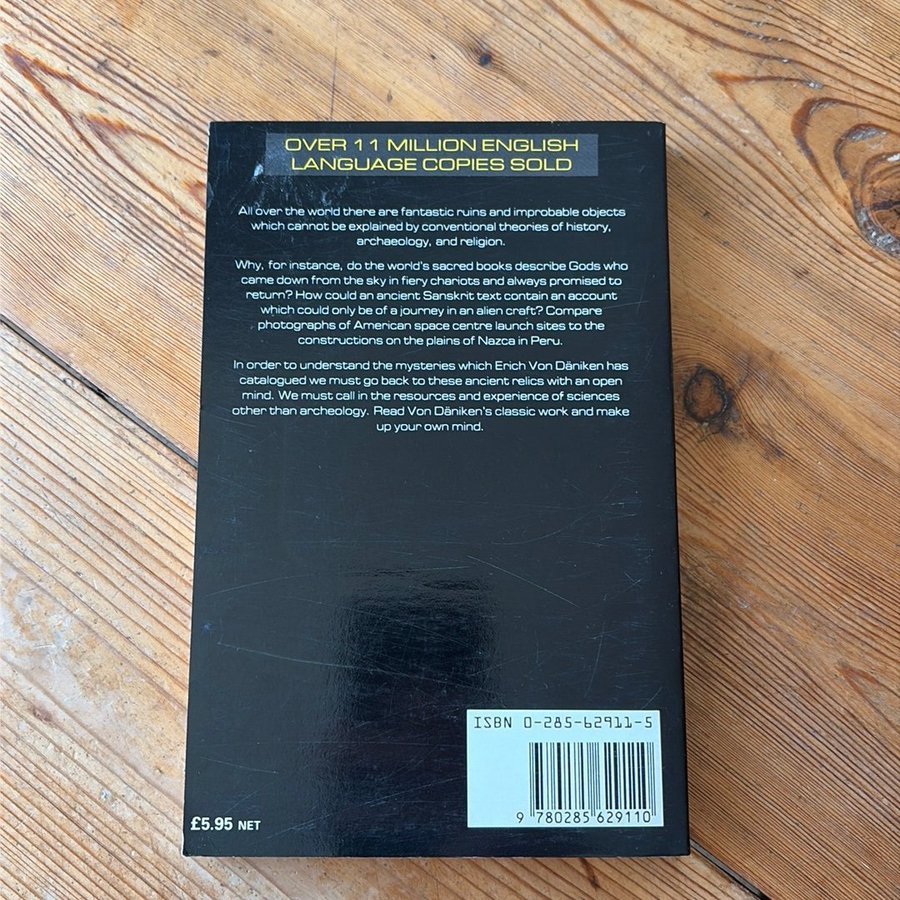 OVER 11 MILLION ENGLISH
LANGUAGE COPIES SOLD
All over the world there are fantastic ruins and improbable objects
which cannot be explained by conventional theories of history,
archaeology, and religion.
Why, for instance, do the world's sacred books describe Gods who
came down from the sky in fiery chariots and always promised to
return? How could an ancient Sanskrit text contain an account
which could only be of a journey in an alien craft? Compare
photographs of American space centre launch sites to the
constructions on the plains of Nazca in Peru.
In order to understand the mysteries which Erich Von Däniken has
catalogued we must go back to these ancient relics with an open
mind. We must call in the resources and experience of sciences
other than archeology. Read Von Däniken's classic work and make
up your own mind.
ISBN 0-285-62911-5
9 780285 629110
£5.95 NET